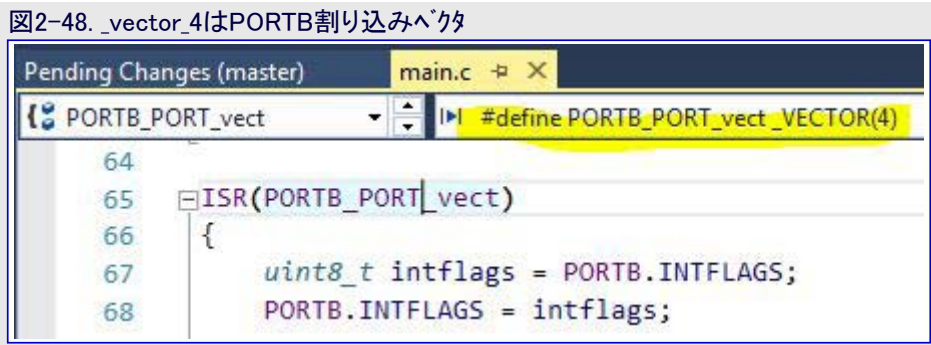 図2-48. _vector_4はPORTB割り込みベクタ
Pending Changes (master) main.c
PORTB_PORT_vect #define PORTB_PORT_vect _VECTOR(4)
64
65 ISR(PORTB_PORT_vect)
66 {
67 uint8_t intflags = PORTB.INTFLAGS;
68 PORTB.INTFLAGS = intflags;